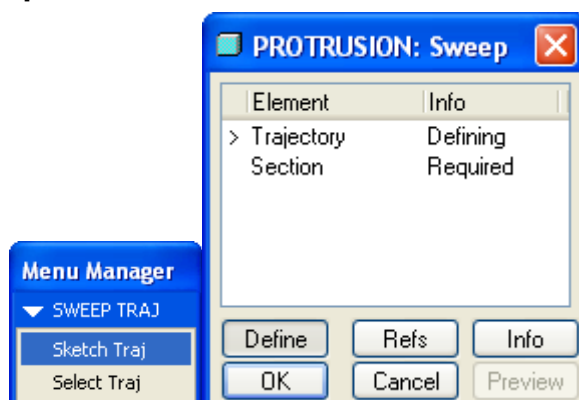 PROTRUSION: Sweep
Element Info
> Trajectory Defining
Section Required
Menu Manager
SWEEP TRAJ
Sketch Traj
Select Traj
Define Refs Info
OK Cancel Preview